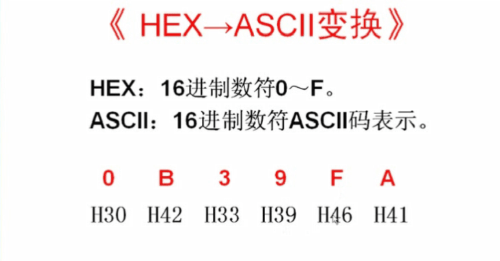 《 HEX→ASCII变换》
HEX：16进制数符0～F。
ASCII：16进制数符ASCII码表示。
0 B 3 9 F A
H30 H42 H33 H39 H46 H41